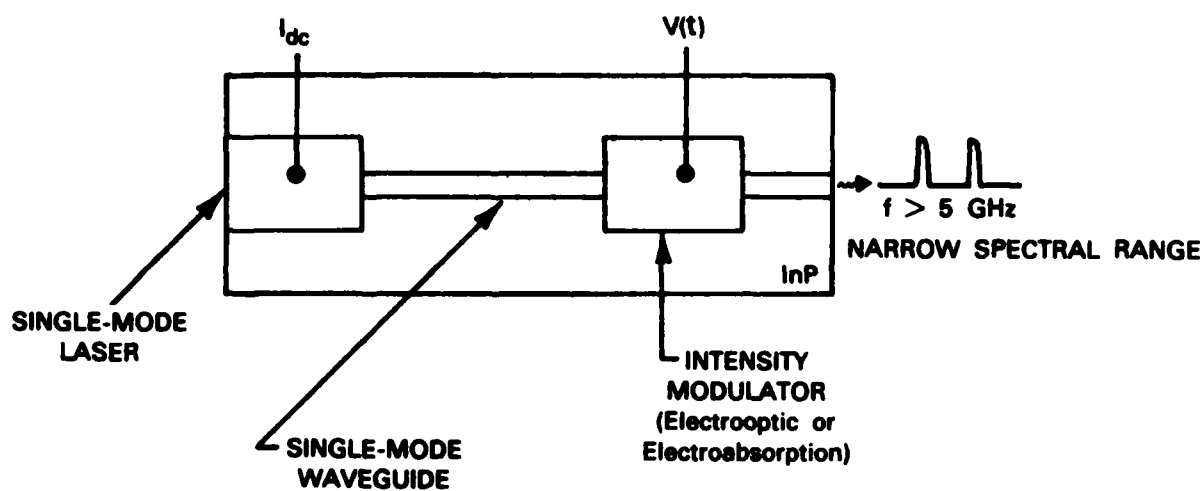 I_dc
V(t)
f > 5 GHz
NARROW SPECTRAL RANGE
InP
SINGLE-MODE
LASER
INTENSITY
MODULATOR
(Electrooptic or
Electroabsorption)
SINGLE-MODE
WAVEGUIDE